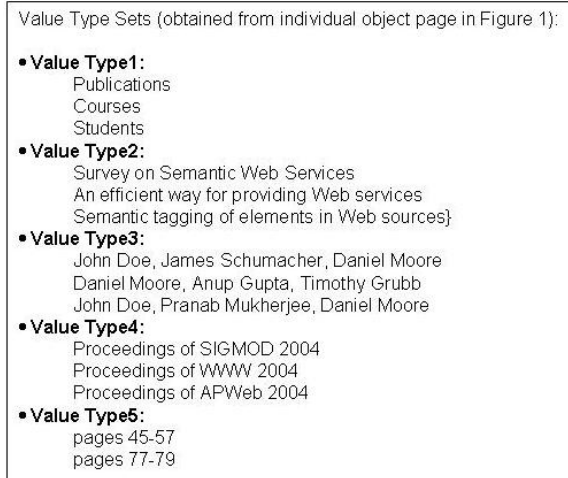 Value Type Sets (obtained from individual object page in Figure 1):
• Value Type1:
Publications
Courses
Students
• Value Type2:
Survey on Semantic Web Services
An efficient way for providing Web services
Semantic tagging of elements in Web sources}
• Value Type3:
John Doe, James Schumacher, Daniel Moore
Daniel Moore, Anup Gupta, Timothy Grubb
John Doe, Pranab Mukherjee, Daniel Moore
• Value Type4:
Proceedings of SIGMOD 2004
Proceedings of WWW 2004
Proceedings of APWeb 2004
• Value Type5:
pages 45-57
pages 77-79